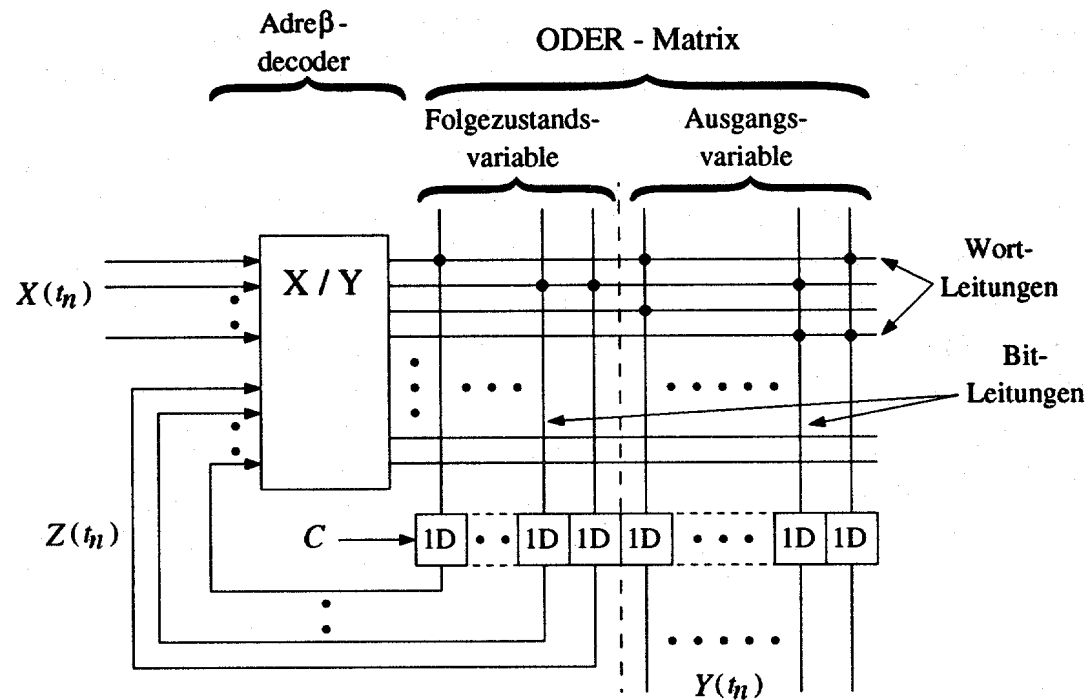 Adreβ-
decoder
ODER - Matrix
Folgezustands-
variable
Ausgangs-
variable
X(tₙ)
X / Y
Wort-
Leitungen
Bit-
Leitungen
Z(tₙ)
C
1D
1D
1D
1D
1D
1D
Y(tₙ)